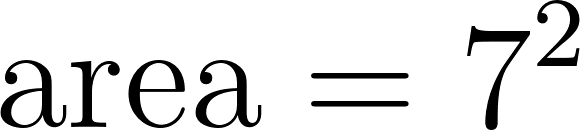 area = 7²